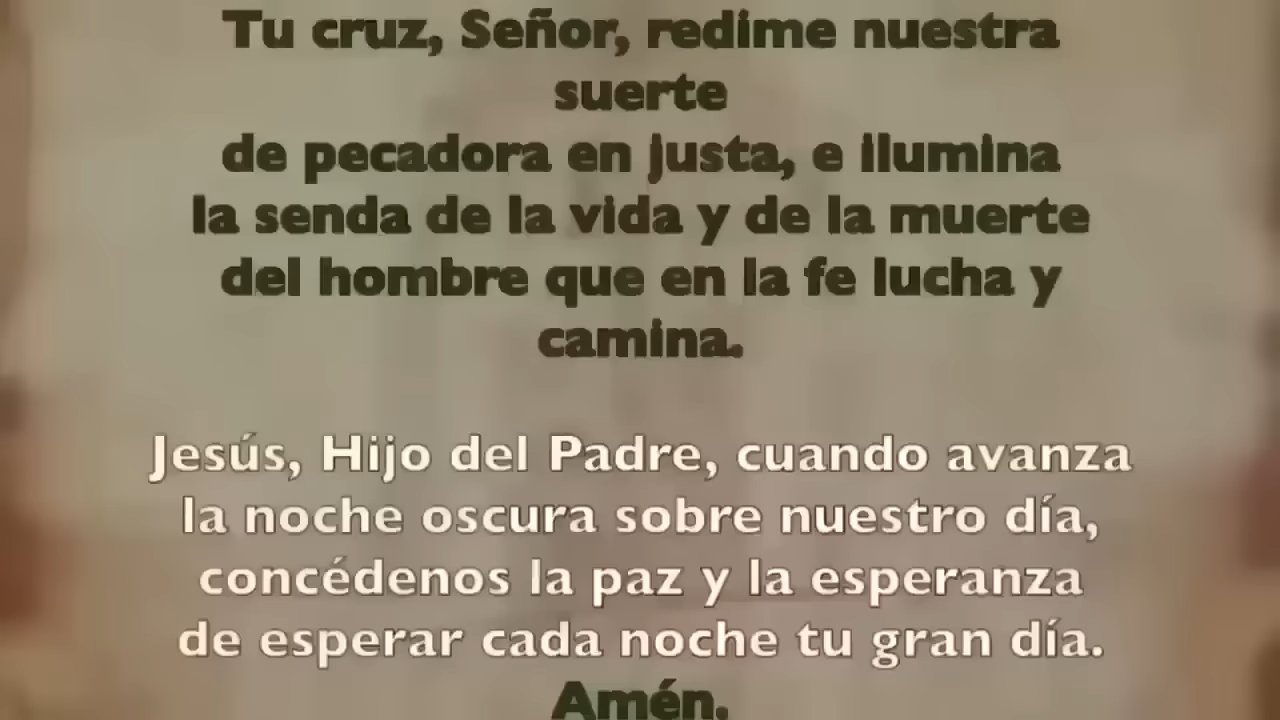 Tu cruz, Señor, redime nuestra
suerte
de pecadora en justa, e ilumina
la senda de la vida y de la muerte
del hombre que en la fe lucha y
camina.
Jesús, Hijo del Padre, cuando avanza
la noche oscura sobre nuestro día,
concédenos la paz y la esperanza
de esperar cada noche tu gran día.
Amén.